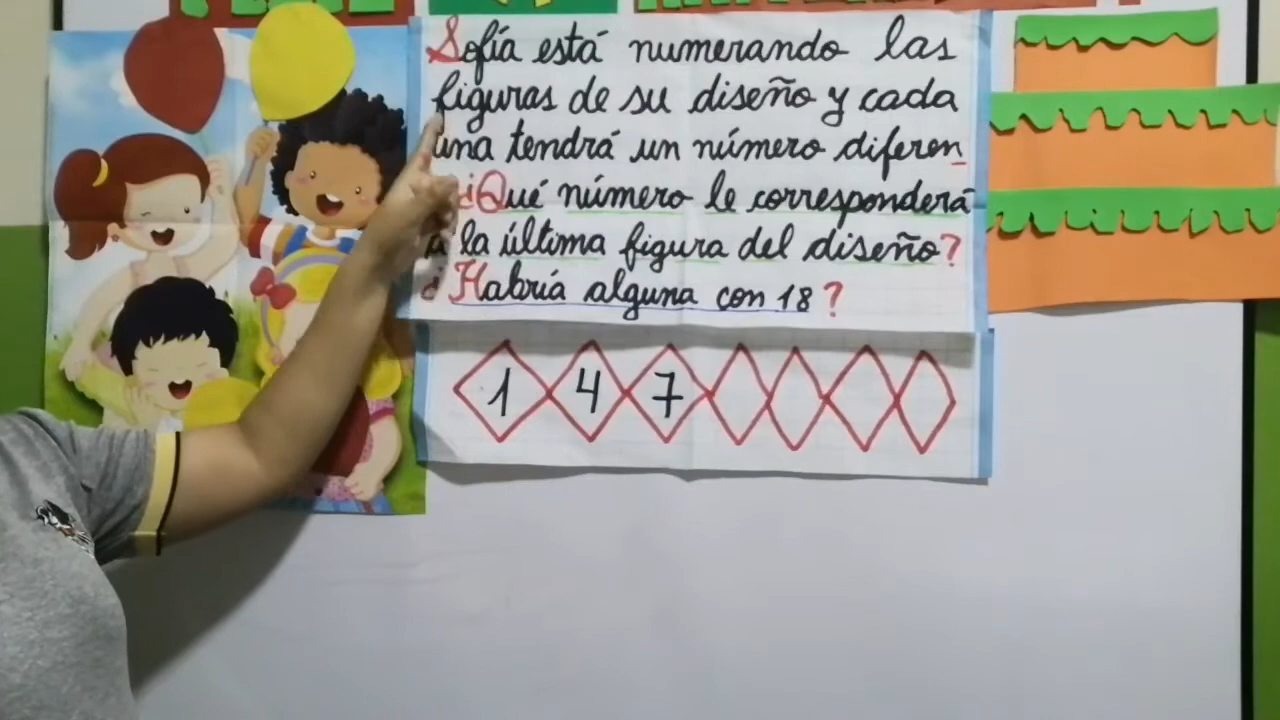 Sofía está numerando las
figuras de su diseño y cada
una tendrá un número diferen_
¿Qué número le corresponderá
a la última figura del diseño?
¿Habría alguna con 18?
1 4 7